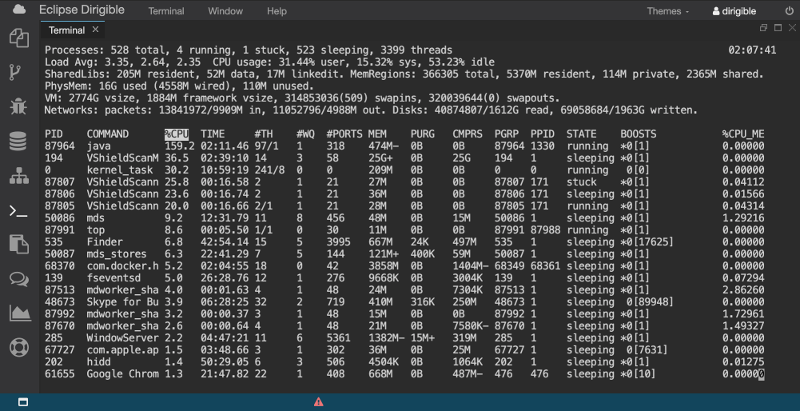 Eclipse Dirigible Terminal Window Help Themes dirigible
Terminal
Processes: 528 total, 4 running, 1 stuck, 523 sleeping, 3399 threads 02:07:41
Load Avg: 3.35, 2.64, 2.35 CPU usage: 31.44% user, 15.32% sys, 53.23% idle
SharedLibs: 205M resident, 52M data, 17M linkedit. MemRegions: 366305 total, 5370M resident, 114M private, 2365M shared.
PhysMem: 16G used (4558M wired), 110M unused.
VM: 2774G vsize, 1884M framework vsize, 314853036(509) swapins, 320039644(0) swapouts.
Networks: packets: 13841972/9909M in, 11052792/4988M out. Disks: 40874807/1612G read, 69058684/1963G written.
PID COMMAND %CPU TIME #TH #WQ #PORTS MEM PURG CMPRS PGRP PPID STATE BOOSTS %CPU_ME
87964 java 159.2 02:11.46 97/1 1 318 474M- 0B 0B 87964 1330 running *0[1] 0.00000
194 VShieldScanM 36.5 02:39.10 14 3 58 25G+ 0B 25G 194 1 sleeping *0[1] 0.00000
0 kernel_task 30.2 10:59:19 241/8 0 0 209M 0B 0B 0 0 running 0[0] 0.00000
87807 VShieldScann 25.8 00:16.58 2 1 21 27M 0B 0B 87807 171 stuck *0[1] 0.04112
87806 VShieldScann 23.6 00:16.74 2 1 21 36M 0B 0B 87806 171 sleeping *0[1] 0.01566
87805 VShieldScann 20.0 00:16.66 2/1 1 21 28M 0B 0B 87805 171 running *0[1] 0.04314
50086 mds 9.2 12:31.79 11 8 456 48M 0B 15M 50086 1 sleeping *0[1] 1.29216
87991 top 8.6 00:05.50 1/1 0 30 11M 0B 0B 87991 87988 running *0[1] 0.00000
535 Finder 6.8 42:54.14 15 5 3995 667M 24K 497M 535 1 sleeping *0[17625] 0.00000
50087 mds_stores 6.3 22:41.29 7 5 144 121M+ 400K 59M 50087 1 sleeping *0[1] 0.00000
68370 com.docker.h 5.2 02:04:55 18 0 42 3858M 0B 1404M- 68349 68361 sleeping *0[1] 0.00000
139 fseventsd 5.0 26:28.76 12 1 276 9668K 0B 3004K 139 1 sleeping *0[1] 0.07294
87513 mdworker_sha 4.0 00:01.63 4 1 48 24M 0B 7304K 87513 1 sleeping *0[1] 2.86260
48673 Skype for Bu 3.9 06:28:25 32 2 719 410M 316K 250M 48673 1 sleeping 0[89948] 0.00000
87992 mdworker_sha 3.2 00:00.37 3 1 48 15M 0B 0B 87992 1 sleeping *0[1] 1.72961
87670 mdworker_sha 2.6 00:00.64 4 1 48 21M 0B 7580K- 87670 1 sleeping *0[1] 1.49327
285 WindowServer 2.2 04:47:21 11 6 5361 1382M- 15M+ 319M 285 1 sleeping *0[1] 0.00000
67727 com.apple.ap 1.5 03:48.66 3 1 302 36M 0B 25M 67727 1 sleeping 0[7631] 0.00000
202 hidd 1.4 50:29.05 6 3 506 4504K 0B 1064K 202 1 sleeping *0[1] 0.01275
61655 Google Chrom 1.3 21:47.82 22 1 408 668M 0B 487M- 476 476 sleeping *0[10] 0.00000